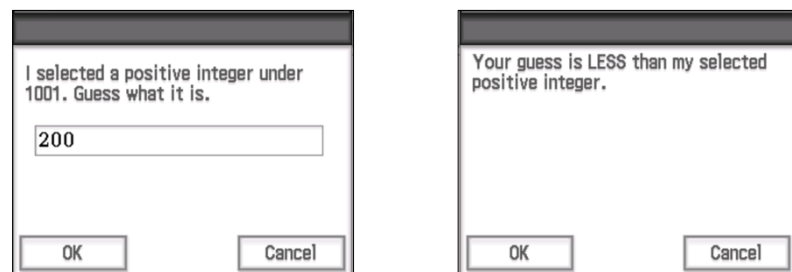 I selected a positive integer under
1001. Guess what it is.
200
OK
Cancel
Your guess is LESS than my selected
positive integer.
OK
Cancel